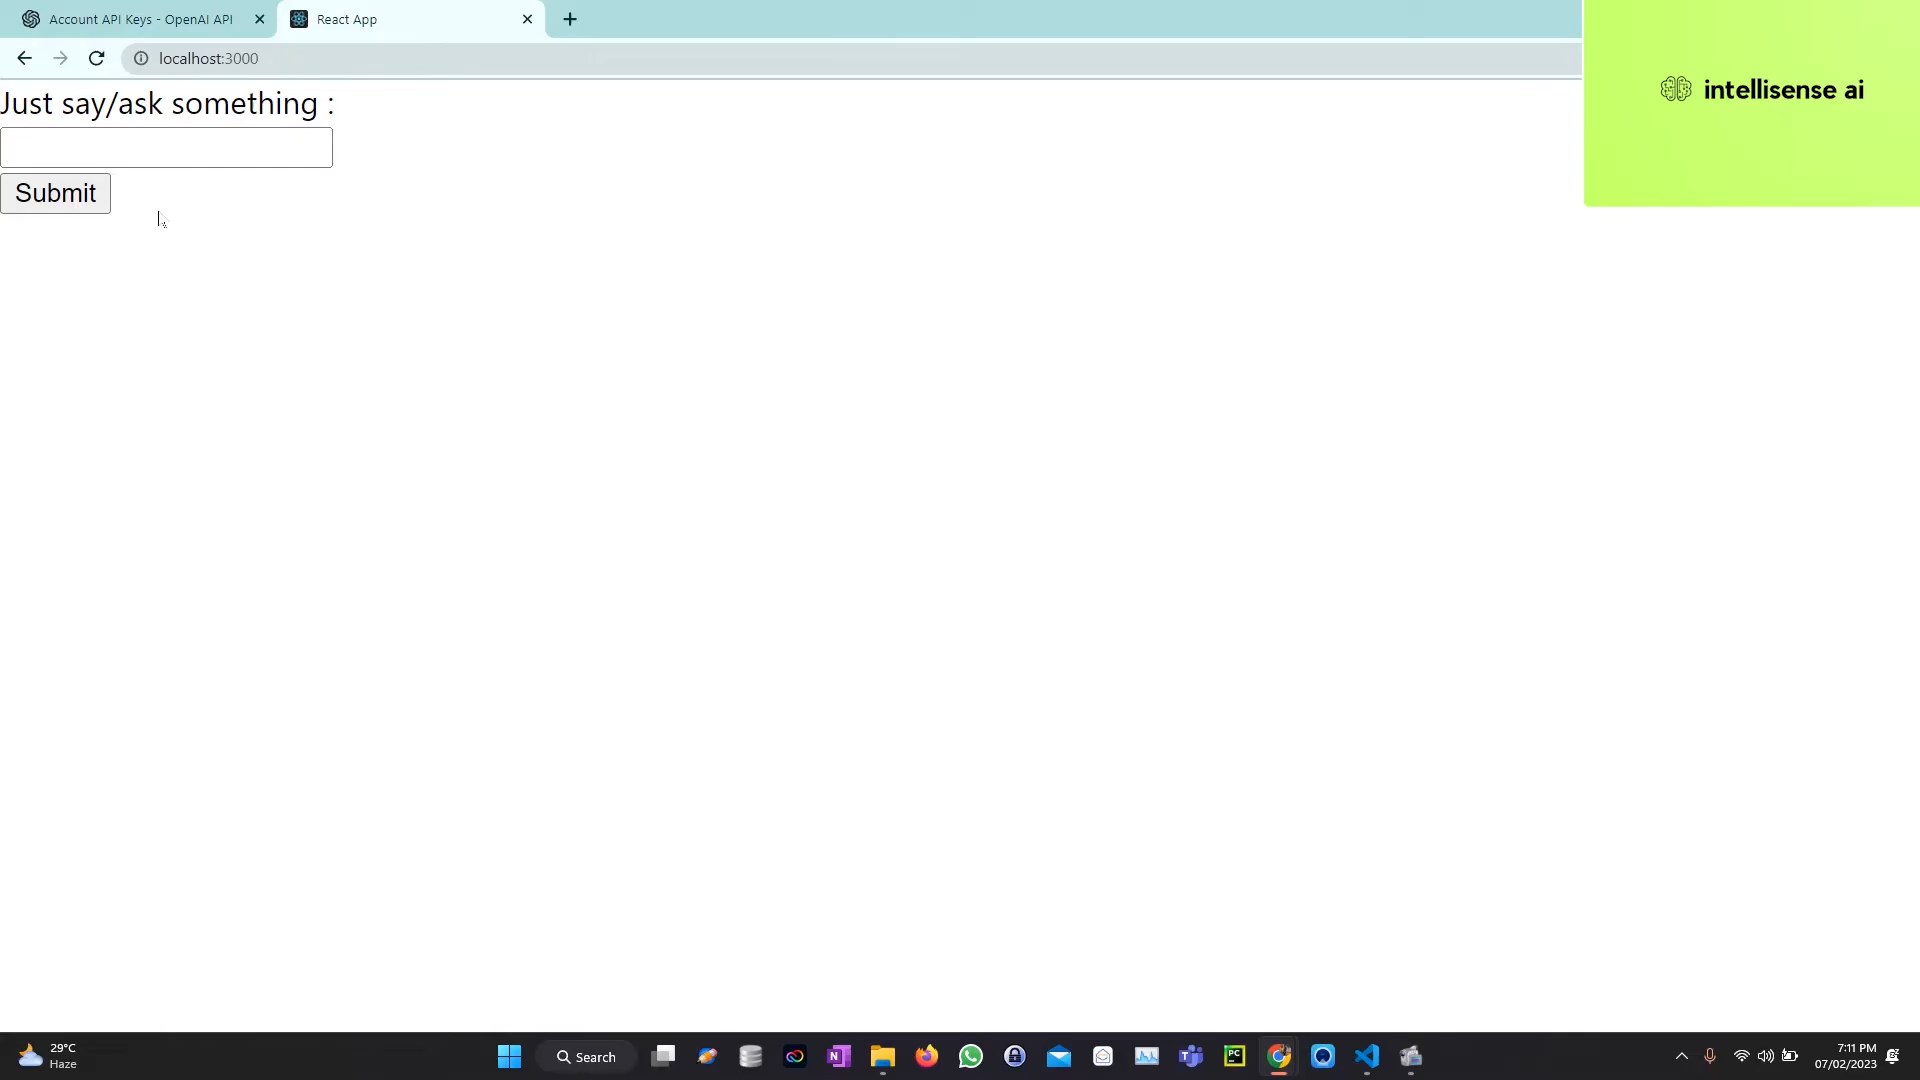 Account API Keys - OpenAI API
React App
localhost:3000
intellisense ai
Just say/ask something :
Submit
29°C
Haze
Search
N
PC
7:11 PM
07/02/2023